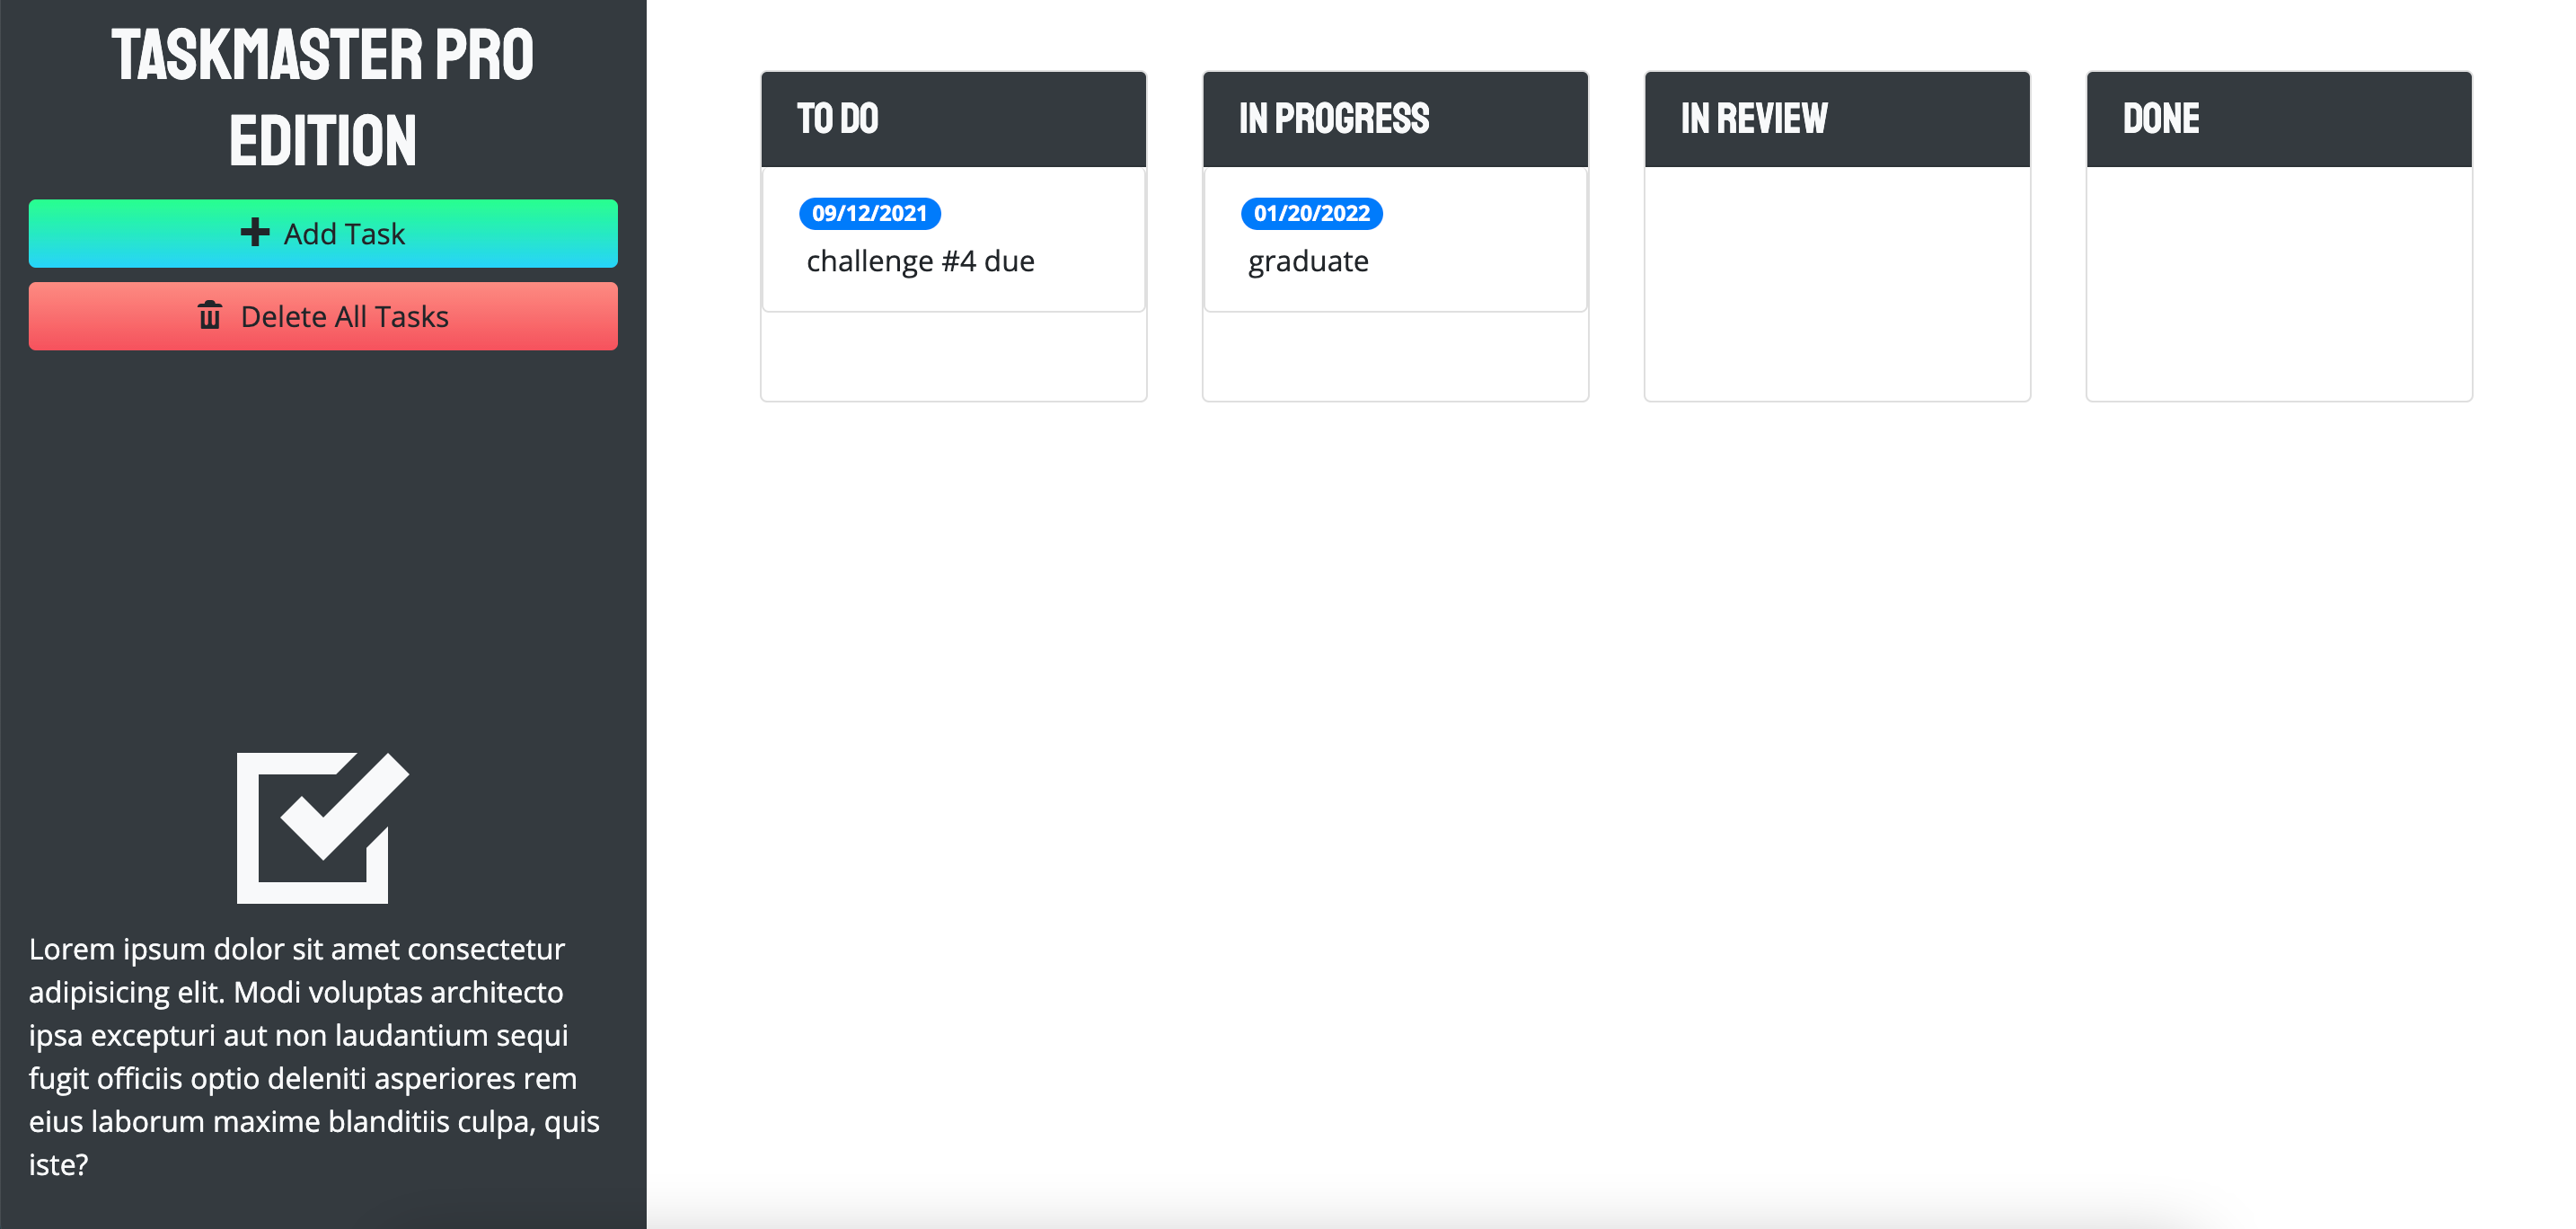 TASKMASTER PRO
EDITION
Add Task
Delete All Tasks
Lorem ipsum dolor sit amet consectetur
adipisicing elit. Modi voluptas architecto
ipsa excepturi aut non laudantium sequi
fugit officiis optio deleniti asperiores rem
eius laborum maxime blanditiis culpa, quis
iste?
TO DO
09/12/2021
challenge #4 due
IN PROGRESS
01/20/2022
graduate
IN REVIEW
DONE